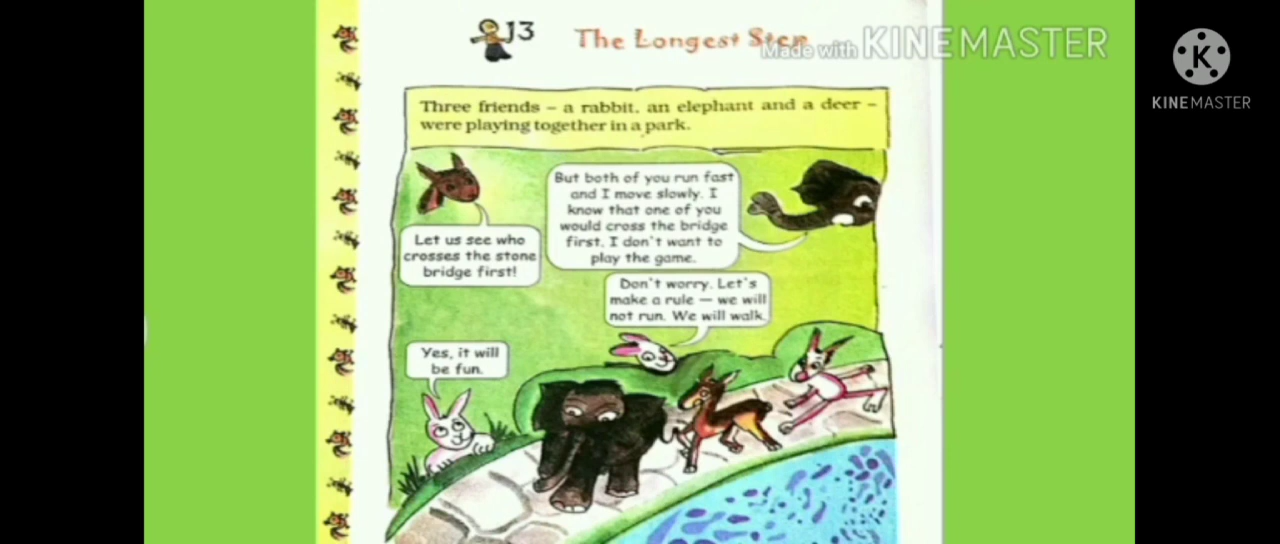 13
The Longest Step
Made with KINEMASTER
KINEMASTER
Three friends – a rabbit, an elephant and a deer –
were playing together in a park.
Let us see who
crosses the stone
bridge first!
But both of you run fast
and I move slowly. I
know that one of you
would cross the bridge
first. I don't want to
play the game.
Don't worry. Let's
make a rule — we will
not run. We will walk.
Yes, it will
be fun.